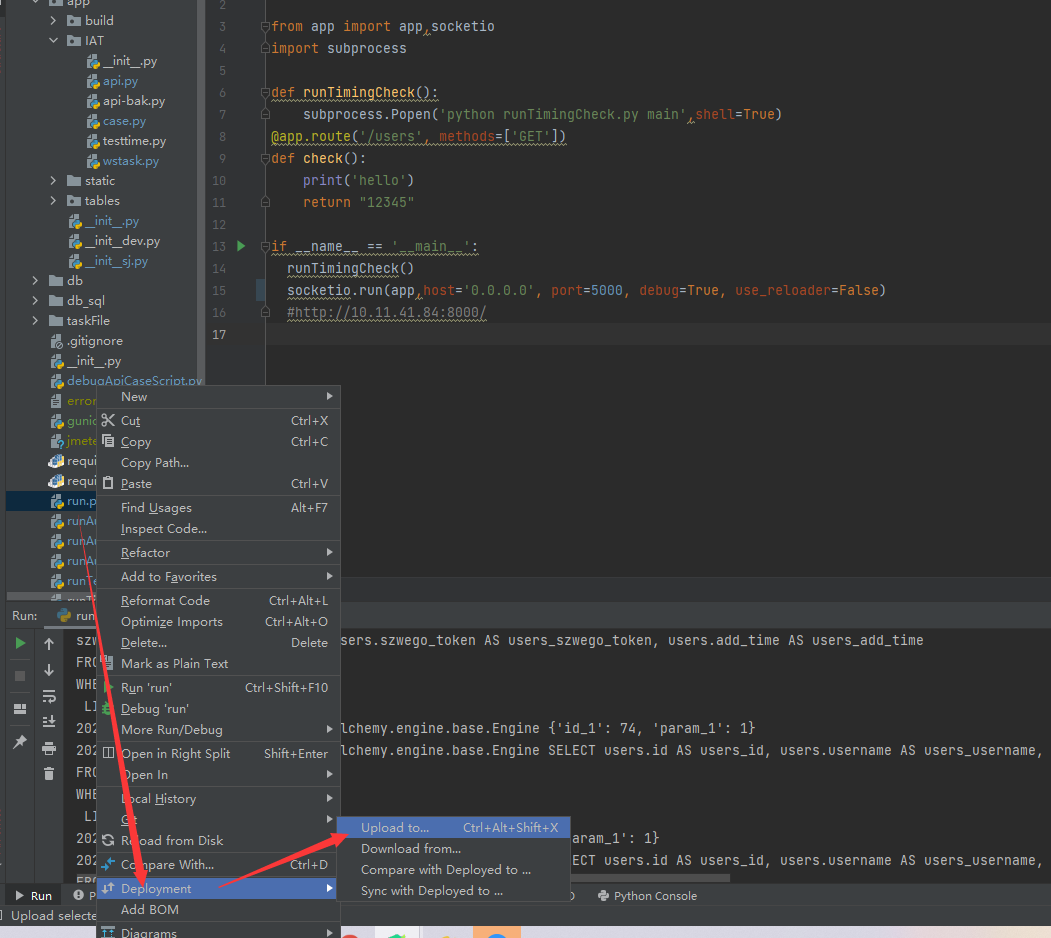 app
build
IAT
__init__.py
api.py
api-bak.py
case.py
testtime.py
wstask.py
static
tables
__init__.py
__init__dev.py
__init__sj.py
db
db_sql
taskFile
.gitignore
__init__.py
debugApiCaseScript.py
error
gunic
jmete
requi
requi
run.p
runAu
runAu
runAu
runTe
2
3 from app import app,socketio
4 import subprocess
5
6 def runTimingCheck():
7 subprocess.Popen('python runTimingCheck.py main',shell=True)
8 @app.route('/users', methods=['GET'])
9 def check():
10 print('hello')
11 return "12345"
12
13 if __name__ == '__main__':
14 runTimingCheck()
15 socketio.run(app,host='0.0.0.0', port=5000, debug=True, use_reloader=False)
16 #http://10.11.41.84:8000/
17
New
Cut Ctrl+X
Copy Ctrl+C
Copy Path...
Paste Ctrl+V
Find Usages Alt+F7
Inspect Code...
Refactor
Add to Favorites
Reformat Code Ctrl+Alt+L
Optimize Imports Ctrl+Alt+O
Delete... Delete
Mark as Plain Text
Run 'run' Ctrl+Shift+F10
Debug 'run'
More Run/Debug
Open in Right Split Shift+Enter
Open In
Local History
Git
Reload from Disk
Compare With... Ctrl+D
Deployment
Add BOM
Diagrams
Upload to... Ctrl+Alt+Shift+X
Download from...
Compare with Deployed to ...
Sync with Deployed to ...
Run: run
szw sers.szwego_token AS users_szwego_token, users.add_time AS users_add_time
FRO
WHE
LI
202 lchemy.engine.base.Engine {'id_1': 74, 'param_1': 1}
202 lchemy.engine.base.Engine SELECT users.id AS users_id, users.username AS users_username,
FRO
WHE
LI
202 aram_1': 1}
202 ECT users.id AS users_id, users.username AS users_username,
FRO
Run P Python Console
Upload selecte